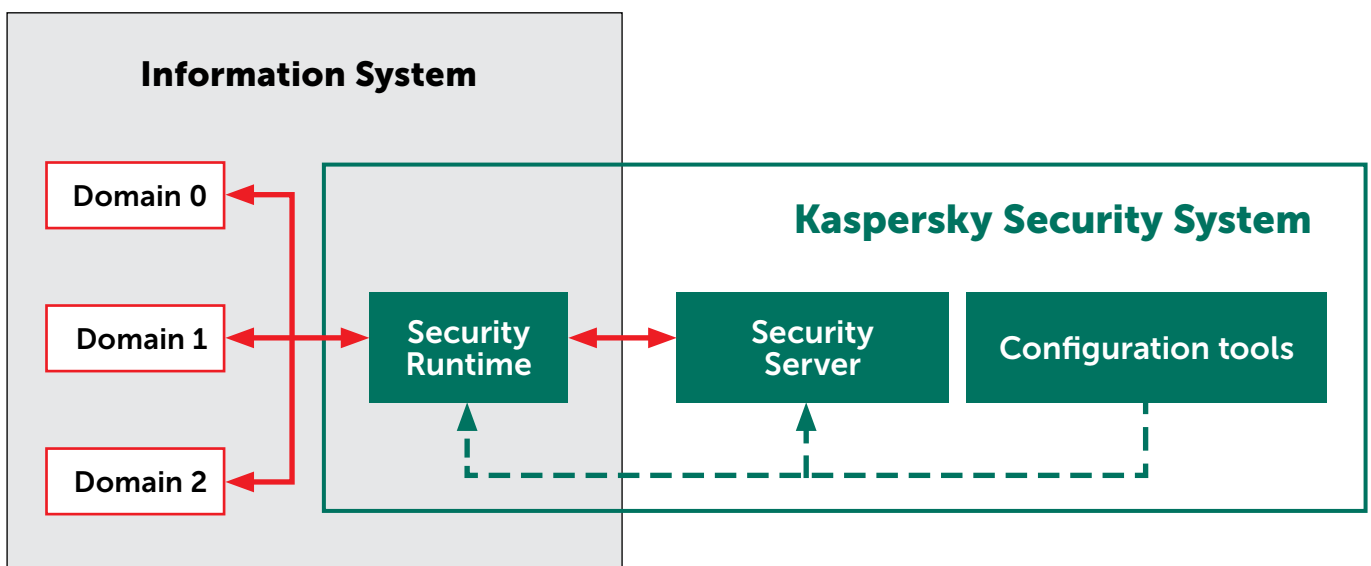 Information System
Domain 0
Kaspersky Security System
Domain 1
Security
Runtime
Security
Server
Configuration tools
Domain 2